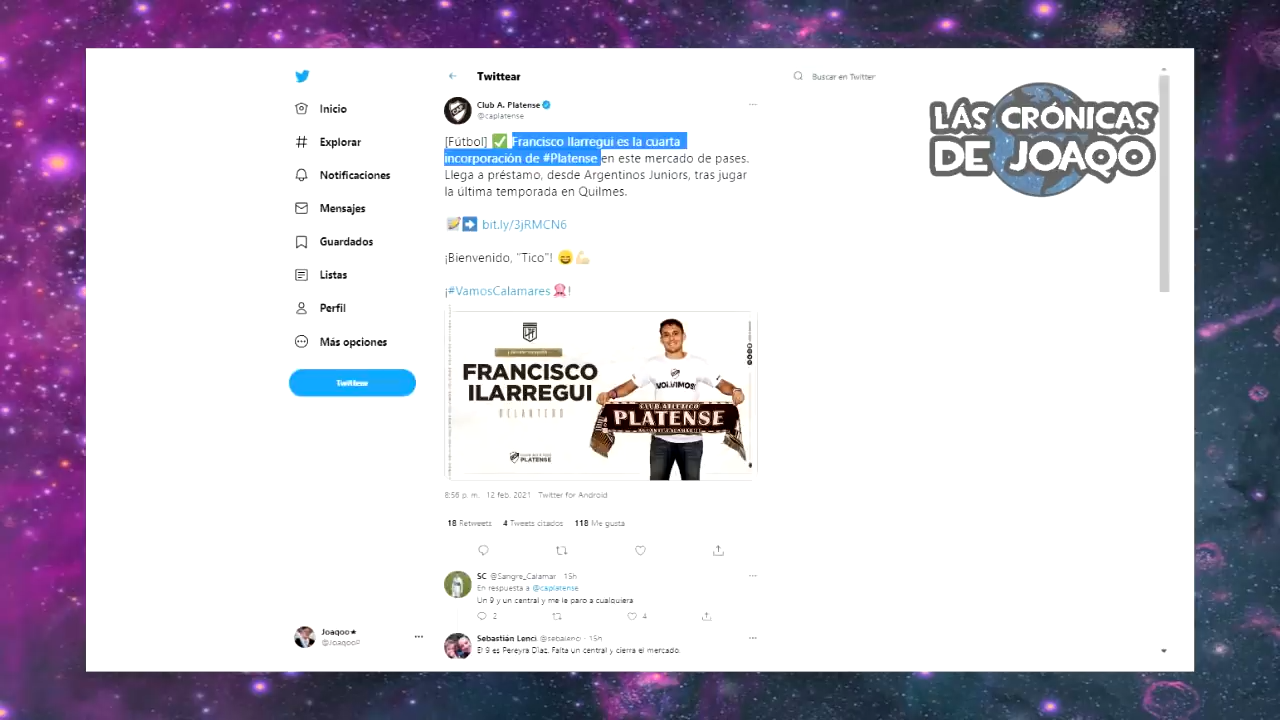 Twittear
Buscar en Twitter
LÁS CRÓNICAS
DE JOAQO
Inicio
Explorar
Notificaciones
Mensajes
Guardados
Listas
Perfil
Más opciones
Twittear
Joaqoo★
Club A. Platense
@caplatense
[Fútbol] ✅ Francisco Ilarregui es la cuarta
incorporación de #Platense en este mercado de pases.
Llega a préstamo, desde Argentinos Juniors, tras jugar
la última temporada en Quilmes.
📝➡️ bit.ly/3jRMCN6
¡Bienvenido, "Tico"! 😄💪
¡#VamosCalamares🦑!
FRANCISCO
ILARREGUI
DELANTERO
PLATENSE
VOLVIMOS!
CLUB ATLÉTICO
PLATENSE
8:56 p. m. · 12 feb. 2021 · Twitter for Android
18 Retweets 4 Tweets citados 118 Me gusta
SC @Sangre_Calamar · 15h
En respuesta a @caplatense
Un 9 y un central y me le paro a cualquiera
2 4
Sebastián Lenci @sebalenci · 15h
El 9 es Pereyra Díaz. Falta un central y cierra el mercado.